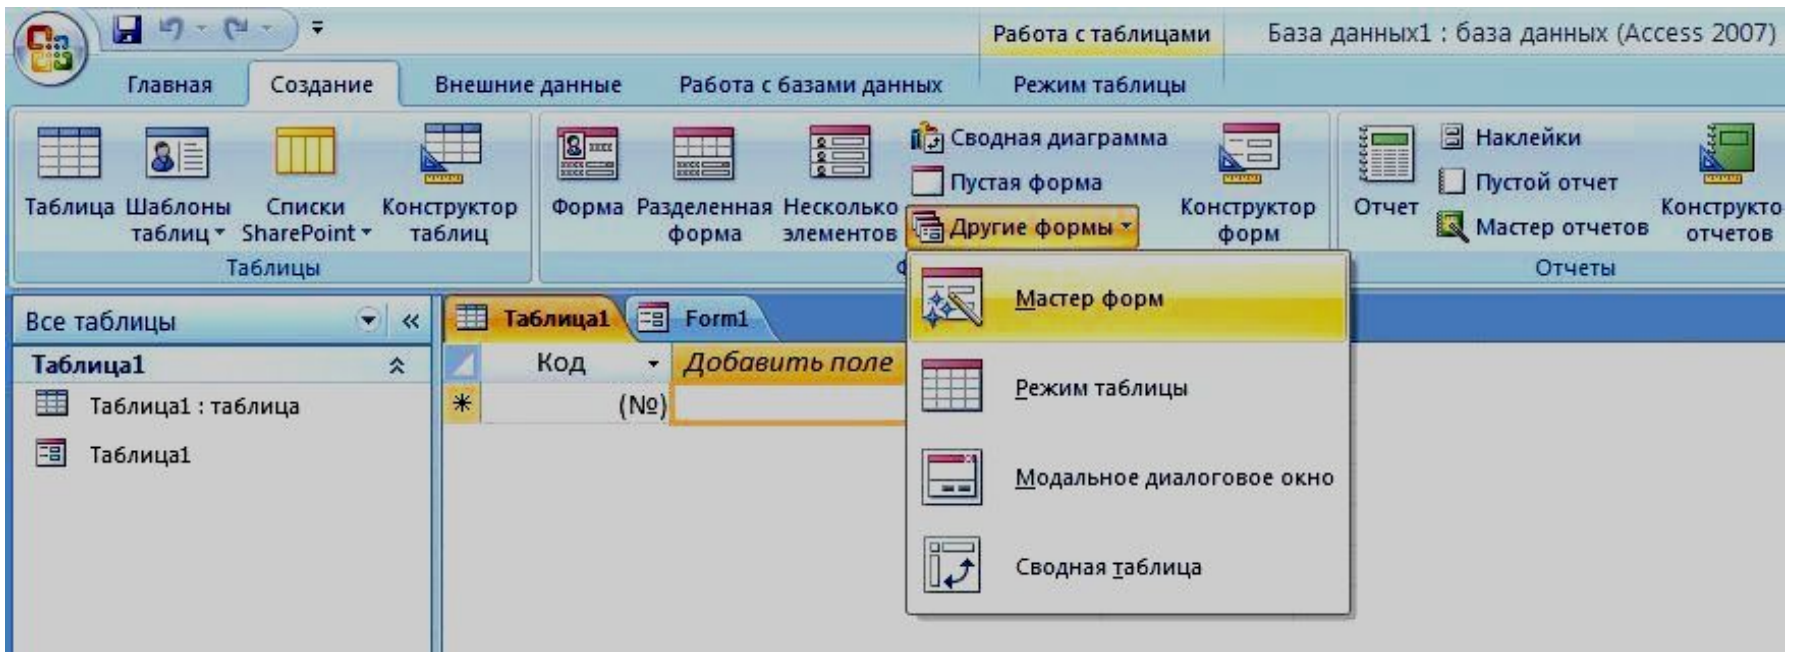 Работа с таблицами
База данных1 : база данных (Access 2007)
Главная
Создание
Внешние данные
Работа с базами данных
Режим таблицы
Таблица
Шаблоны таблиц
Списки SharePoint
Конструктор таблиц
Таблицы
Форма
Разделенная форма
Несколько элементов
Сводная диаграмма
Пустая форма
Другие формы
Конструктор форм
Отчет
Наклейки
Пустой отчет
Мастер отчетов
Конструкто
отчетов
Отчеты
Мастер форм
Режим таблицы
Модальное диалоговое окно
Сводная таблица
Все таблицы
Таблица1
Таблица1 : таблица
Таблица1
Таблица1
Form1
Код
Добавить поле
(№)